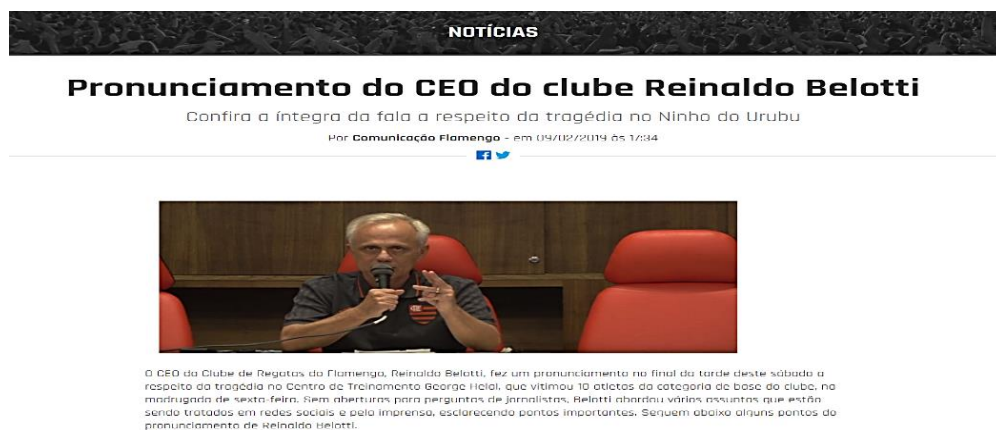 NOTÍCIAS
Pronunciamento do CEO do clube Reinaldo Belotti
Confira a íntegra da fala a respeito da tragédia no Ninho do Urubu
Por Comunicação Flamengo - em 09/02/2019 às 17:34
O CEO do Clube de Regatas do Flamengo, Reinaldo Belotti, fez um pronunciamento no final da tarde deste sábado a
respeito da tragédia no Centro de Treinamento George Helal, que vitimou 10 atletas da categoria de base do clube, na
madrugada de sexta-feira. Sem aberturas para perguntas de jornalistas, Belotti abordou vários assuntos que estão
sendo tratados em redes sociais e pela imprensa, esclarecendo pontos importantes. Seguem abaixo alguns pontos do
pronunciamento de Reinaldo Belotti.